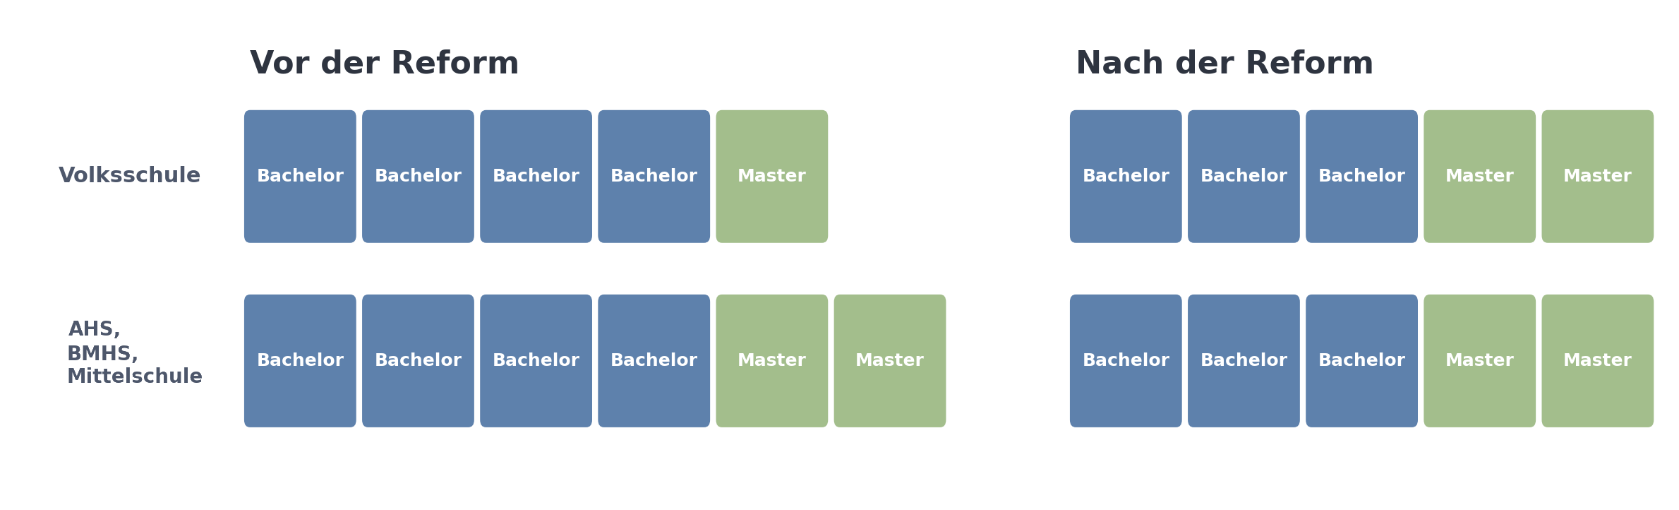 Vor der Reform
Nach der Reform
Volksschule
Bachelor Bachelor Bachelor Bachelor Master
Bachelor Bachelor Bachelor Master Master
AHS,
BMHS,
Mittelschule
Bachelor Bachelor Bachelor Bachelor Master Master
Bachelor Bachelor Bachelor Master Master